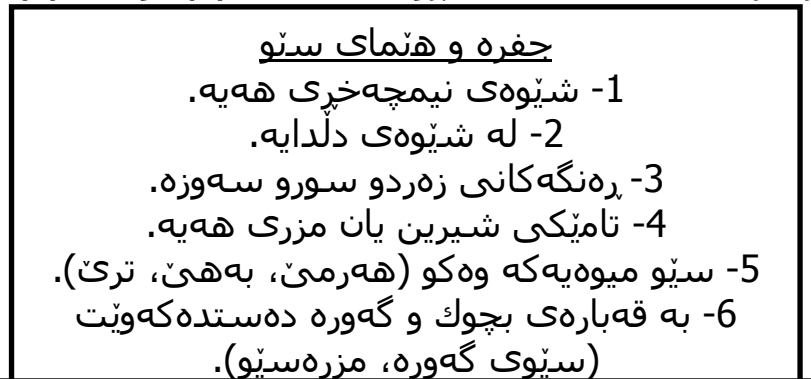 جفرە و هێمای سێو
1- شێوەی نیمچەخڕی هەیە.
2- لە شێوەی دڵدایە.
3- ڕەنگەکانی زەردو سورو سەوزە.
4- تامێکی شیرین یان مزری هەیە.
5- سێو میوەیەکە وەکو (هەرمێ، بەهێ، ترێ).
6- بە قەبارەی بچوك و گەورە دەستدەکەوێت
(سێوی گەورە، مزرەسێو).